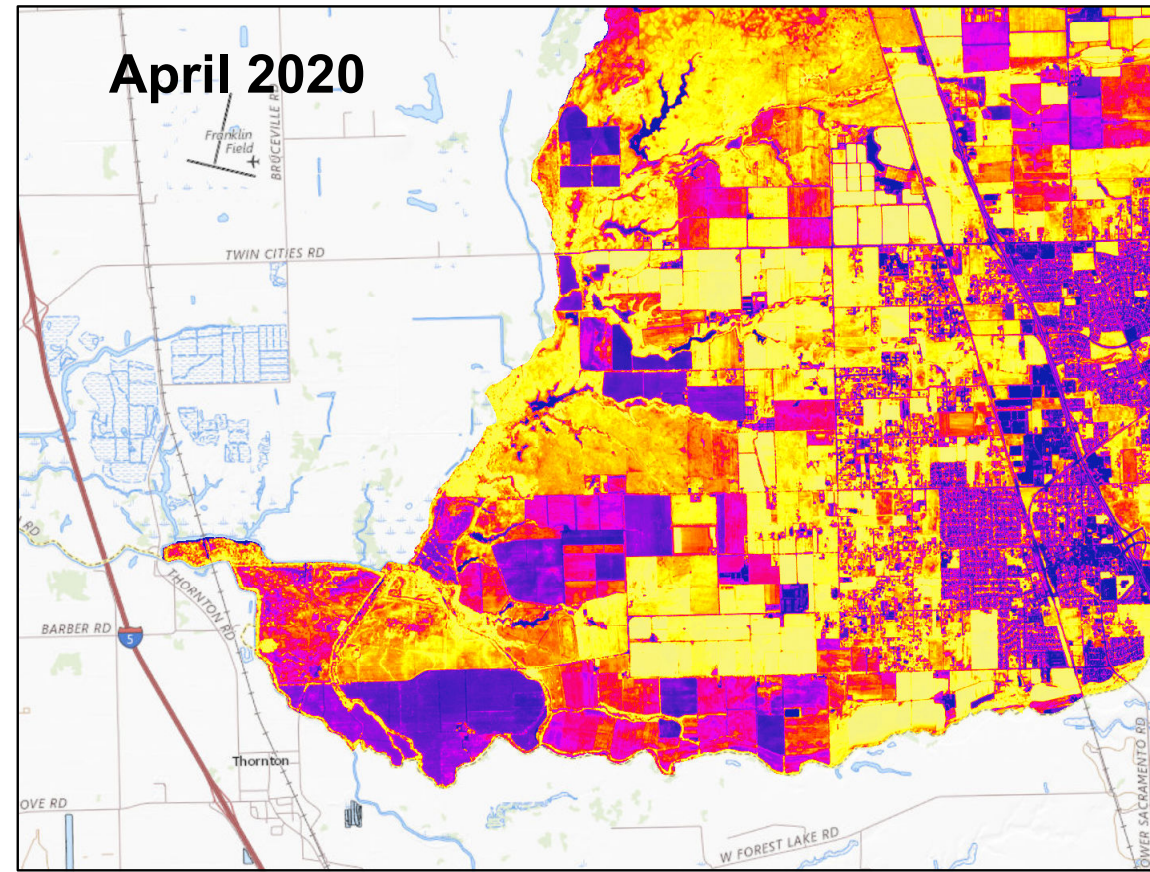 April 2020
Franklin
Field
BRUCEVILLE RD
TWIN CITIES RD
RD
THORNTON RD
BARBER RD
5
Thornton
OVE RD
W FOREST LAKE RD
OWER SACRAMENTO RD